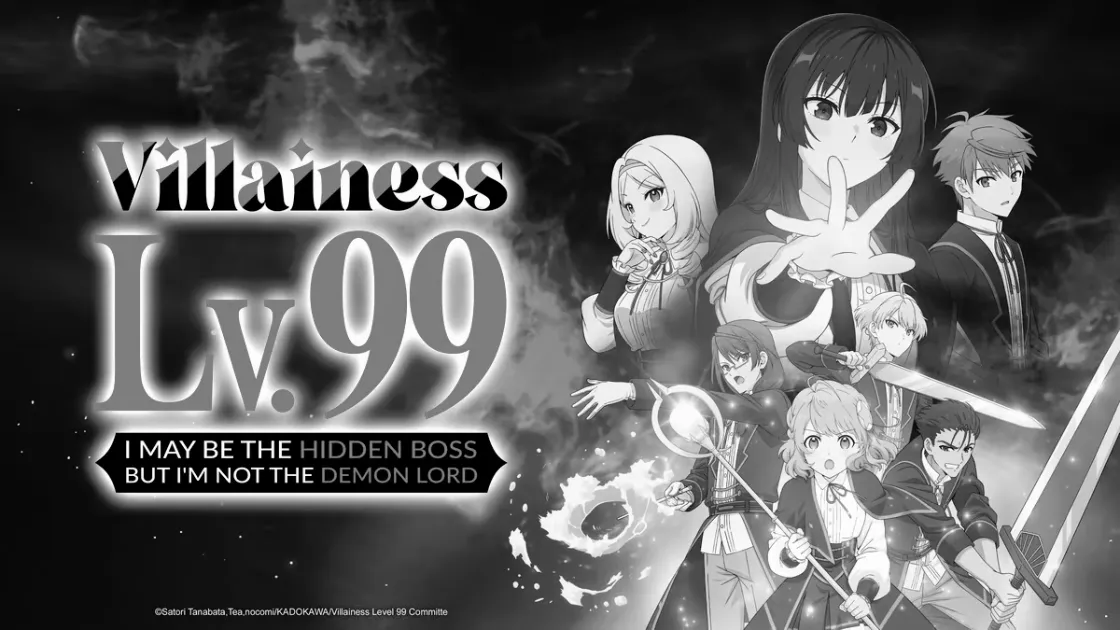 Villainess
Lv.99
I MAY BE THE HIDDEN BOSS
BUT I'M NOT THE DEMON LORD
©Satori Tanabata,Tea,nocomi/KADOKAWA/Villainess Level 99 Committe